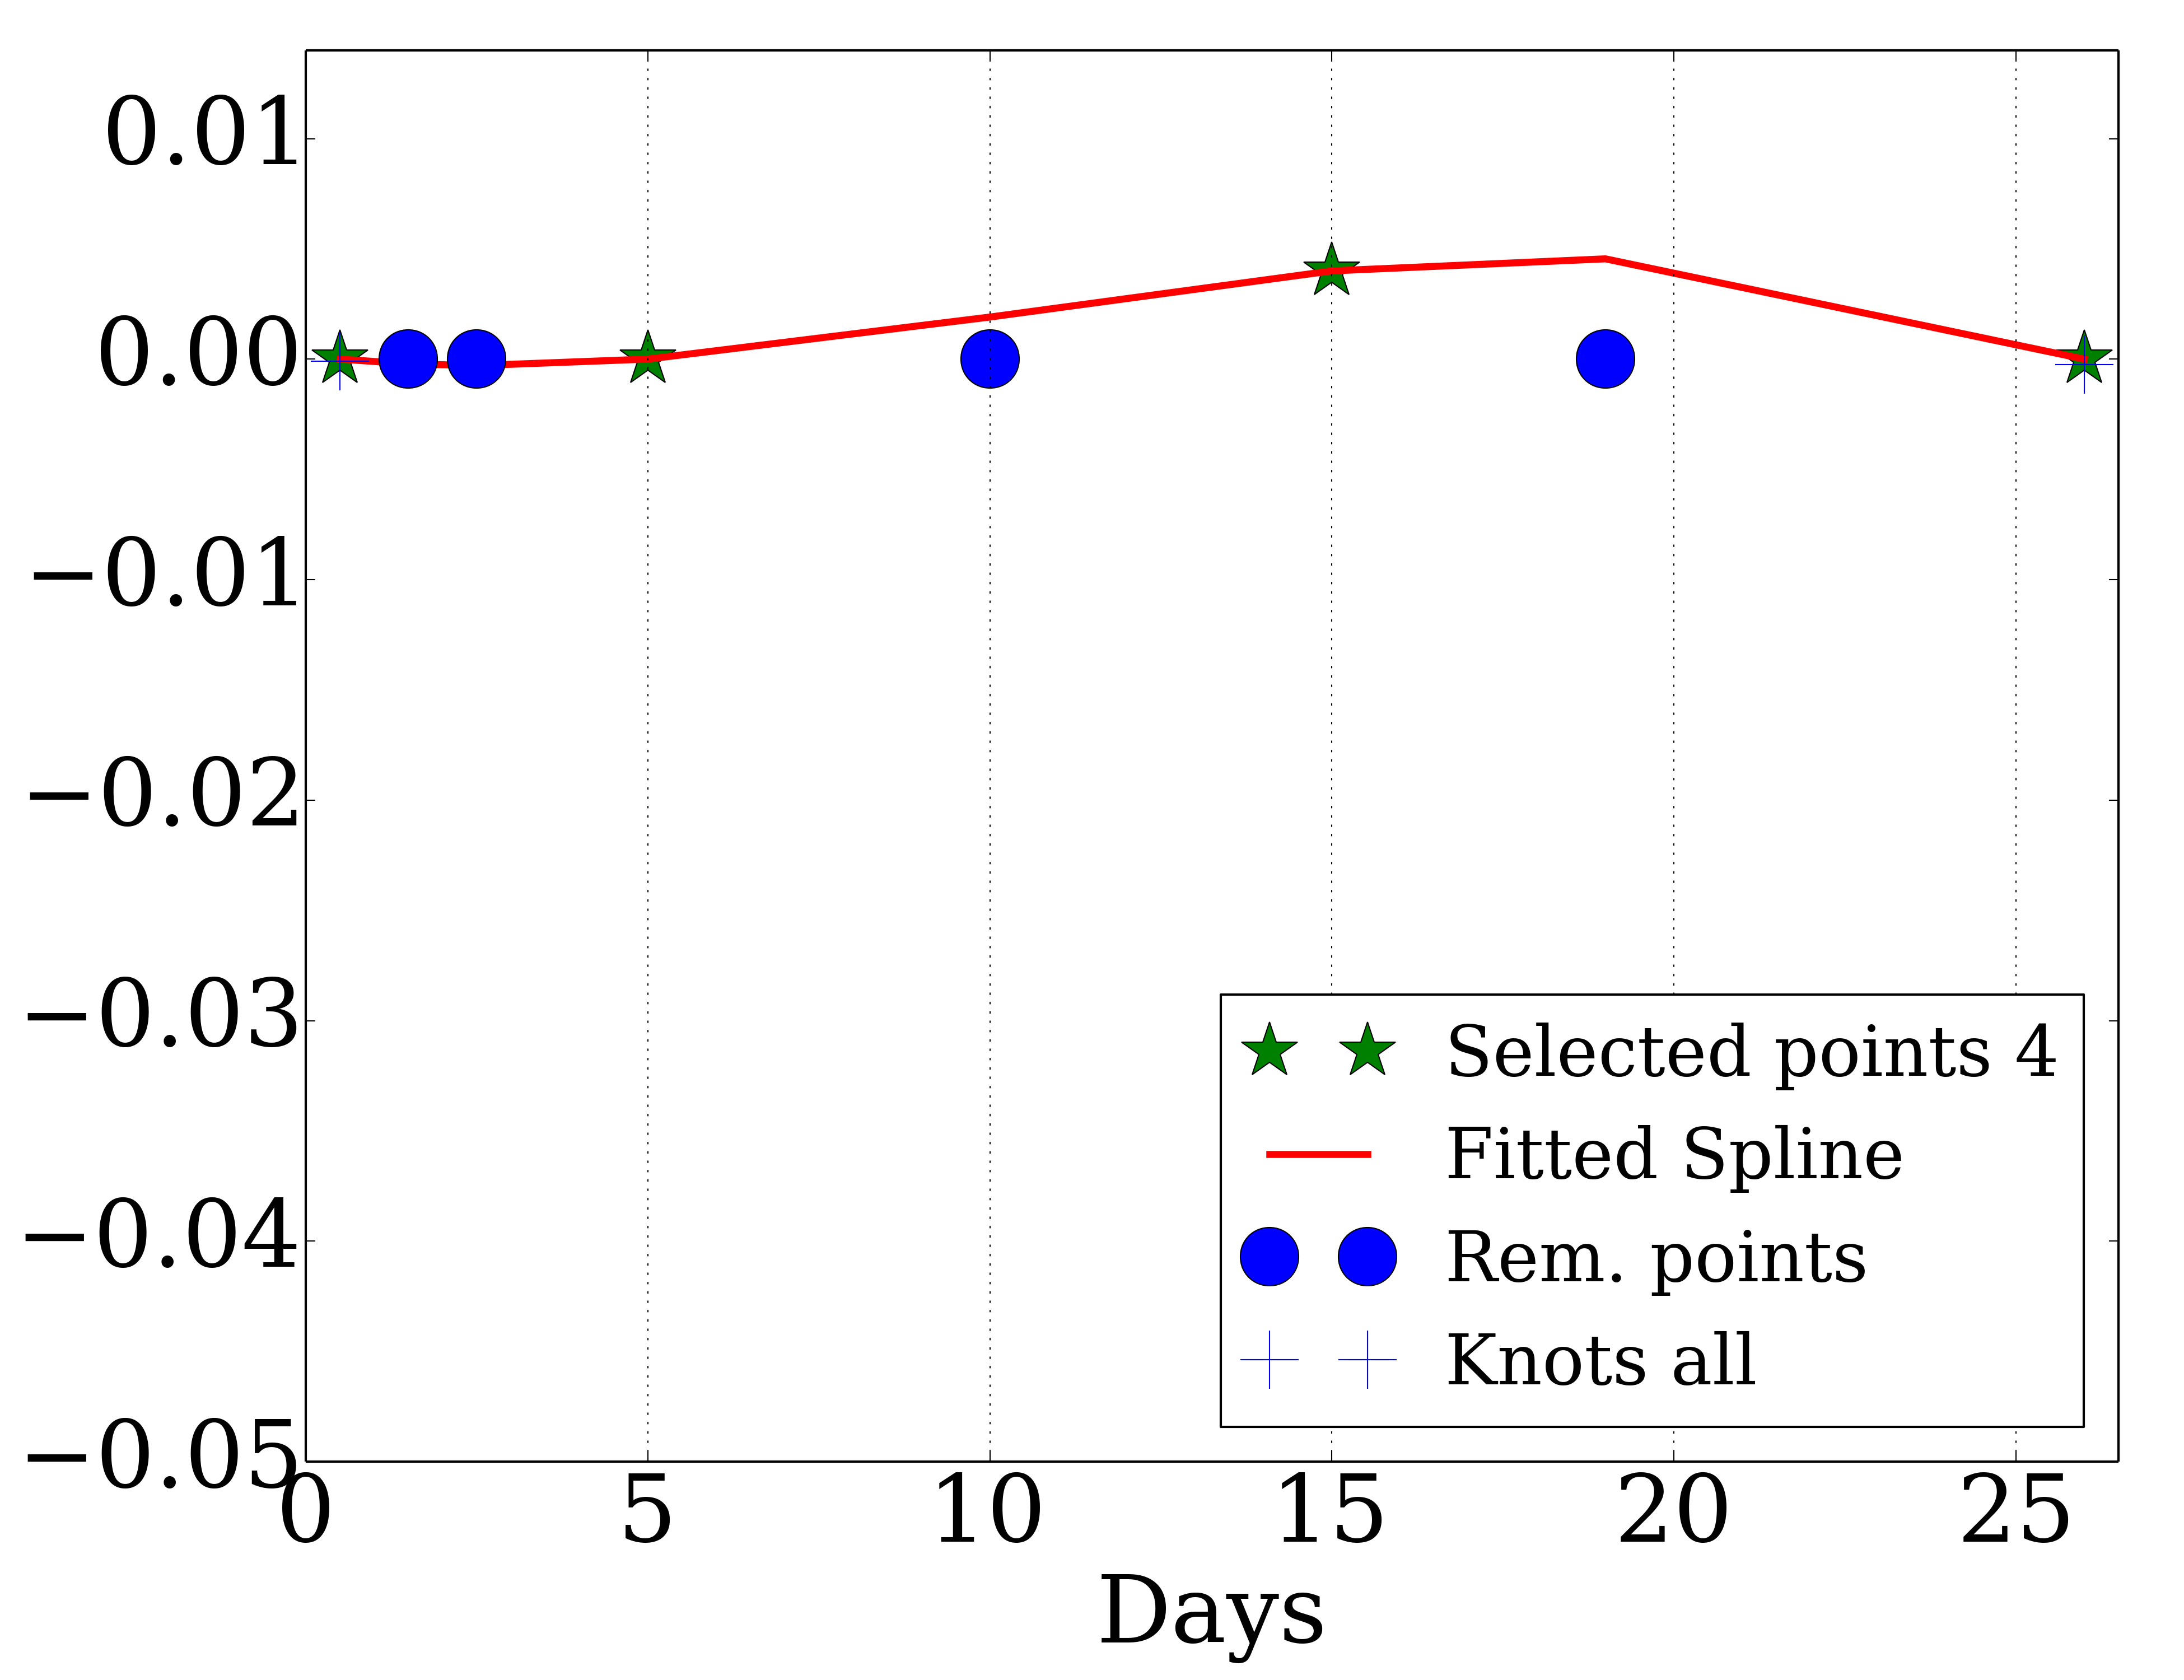 0.01
0.00
−0.01
−0.02
−0.03
−0.04
−0.05
0 5 10 15 20 25
Days
Selected points 4
Fitted Spline
Rem. points
Knots all